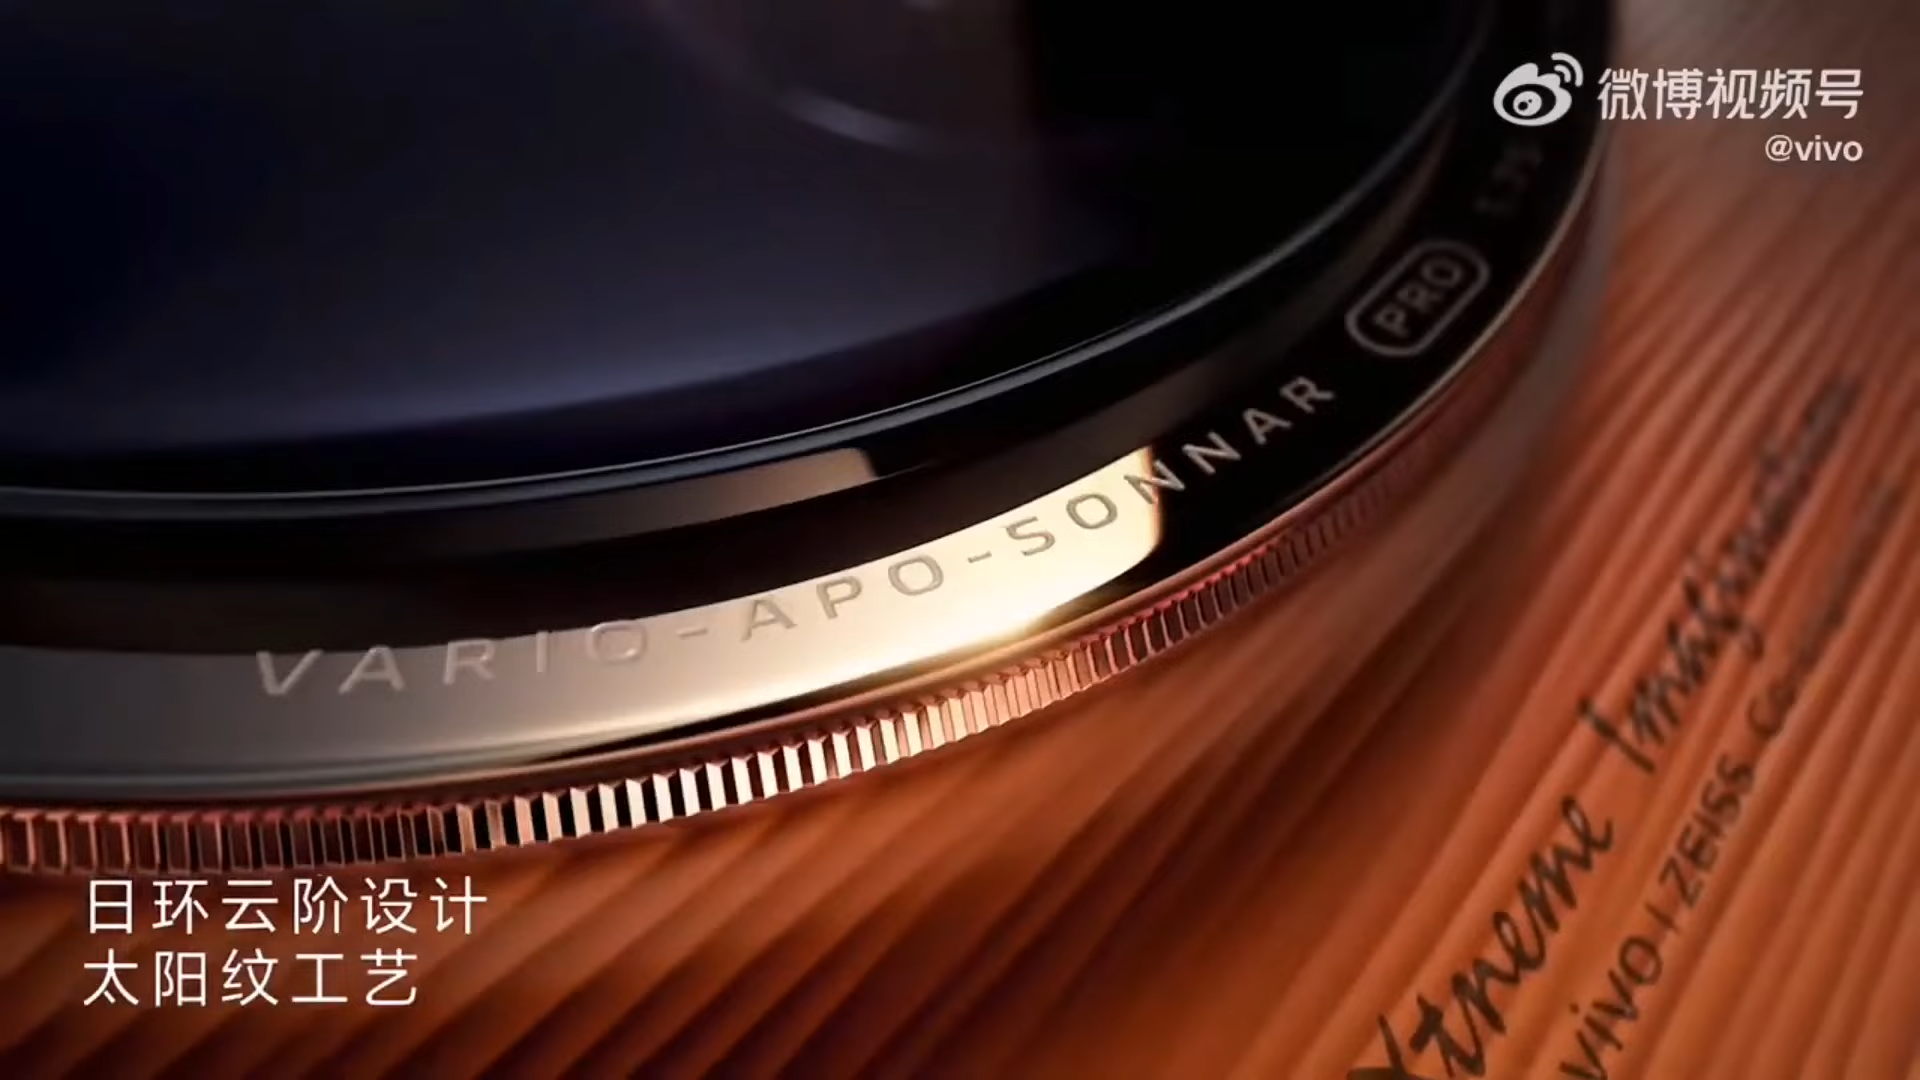 微博视频号
@vivo
VARIO-APO-SONNAR PRO
Xtreme Imagination
vivo | ZEISS
日环云阶设计
太阳纹工艺